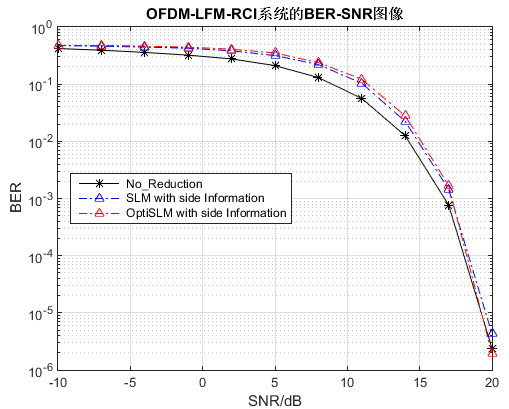 OFDM-LFM-RCI系统的BER-SNR图像
10^0
10^-1
10^-2
10^-3
10^-4
10^-5
10^-6
BER
No_Reduction
SLM with side Information
OptiSLM with side Information
-10 -5 0 5 10 15 20
SNR/dB